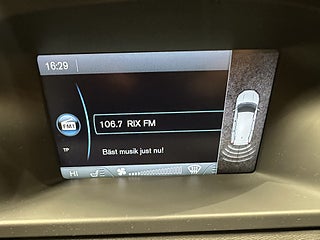 16:29
FM1
106.7 RIX FM
TP
Bäst musik just nu!
HI